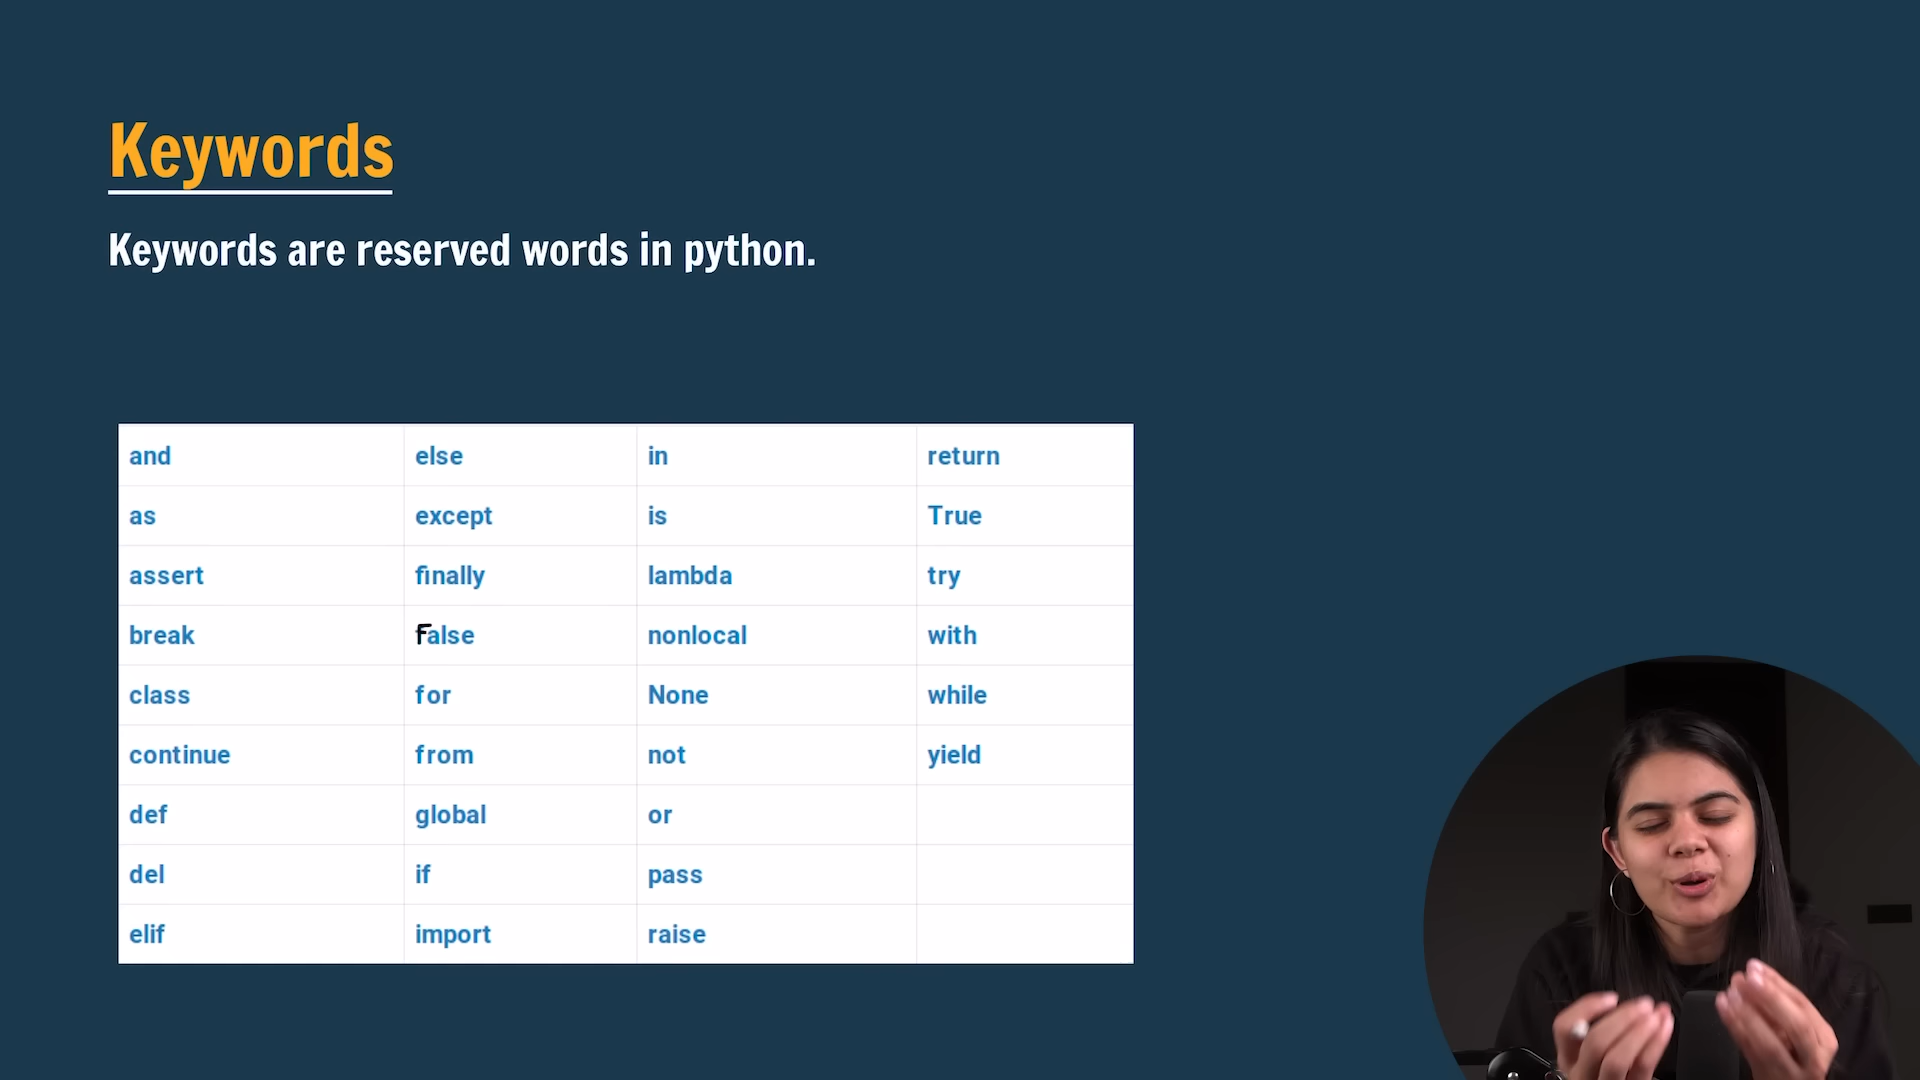 Keywords
Keywords are reserved words in python.
and else in return
as except is True
assert finally lambda try
break False nonlocal with
class for None while
continue from not yield
def global or
del if pass
elif import raise